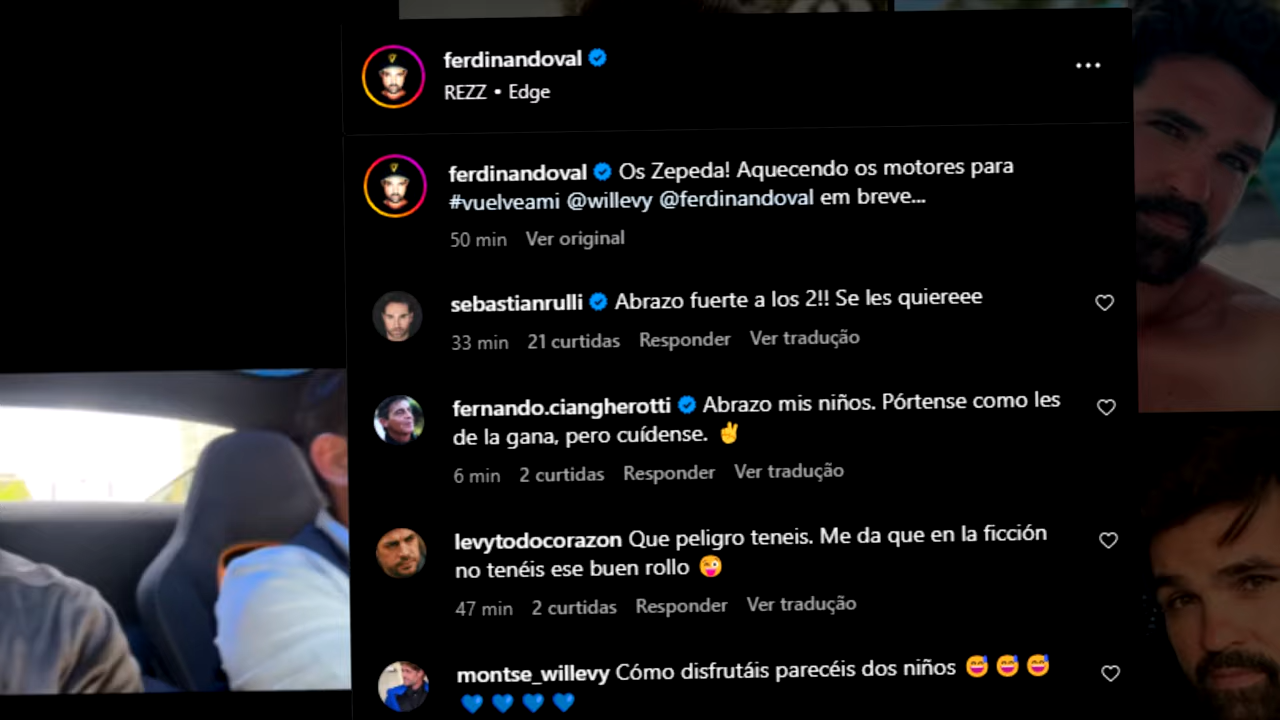 ferdinandoval
REZZ • Edge
ferdinandoval Os Zepeda! Aquecendo os motores para
#vuelveami @willevy @ferdinandoval em breve...
50 min Ver original
sebastianrulli Abrazo fuerte a los 2!! Se les quiereee
33 min 21 curtidas Responder Ver tradução
fernando.ciangherotti Abrazo mis niños. Pórtense como les
de la gana, pero cuídense. ✌️
6 min 2 curtidas Responder Ver tradução
levytodocorazon Que peligro teneis. Me da que en la ficción
no tenéis ese buen rollo 😜
47 min 2 curtidas Responder Ver tradução
montse_willevy Cómo disfrutáis parecéis dos niños 😅😅😅
💙💙💙💙